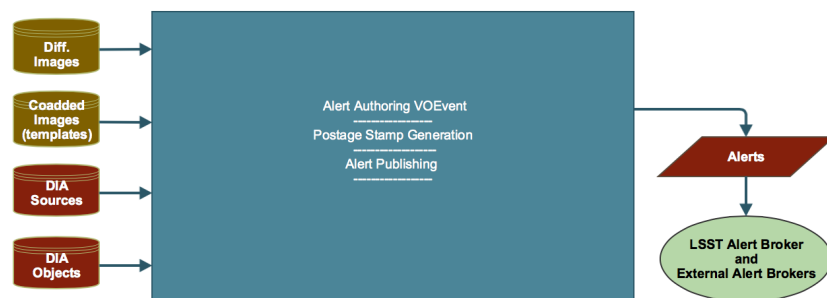 Diff.
Images
Coadded
Images
(templates)
DIA
Sources
DIA
Objects
Alert Authoring VOEvent
--------------------
Postage Stamp Generation
---------------------
Alert Publishing
--------------------
Alerts
LSST Alert Broker
and
External Alert Brokers